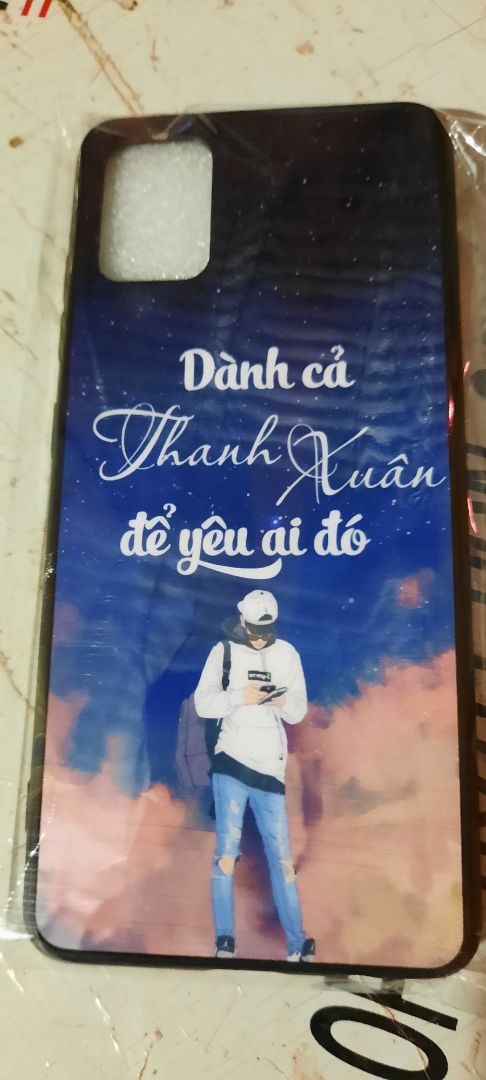 Dành cả
Thanh Xuân
để yêu ai đó